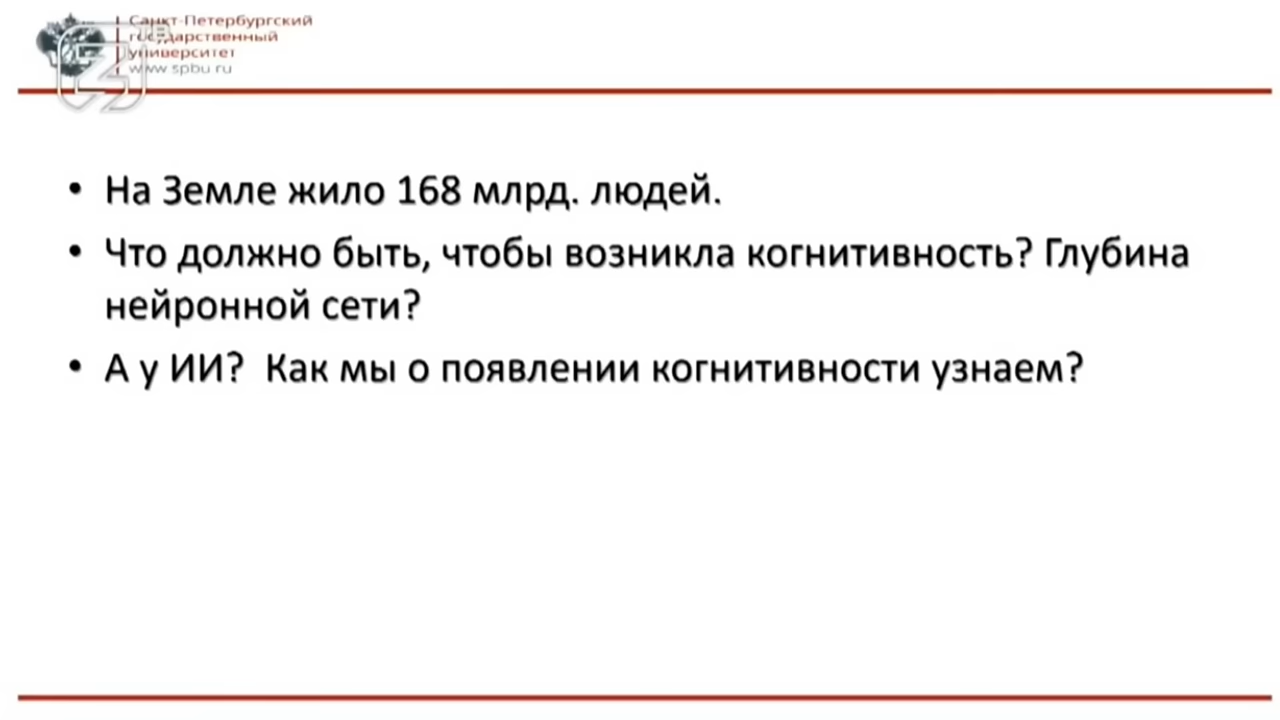 Санкт-Петербургский
государственный
университет
www.spbu.ru
• На Земле жило 168 млрд. людей.
• Что должно быть, чтобы возникла когнитивность? Глубина
нейронной сети?
• А у ИИ? Как мы о появлении когнитивности узнаем?